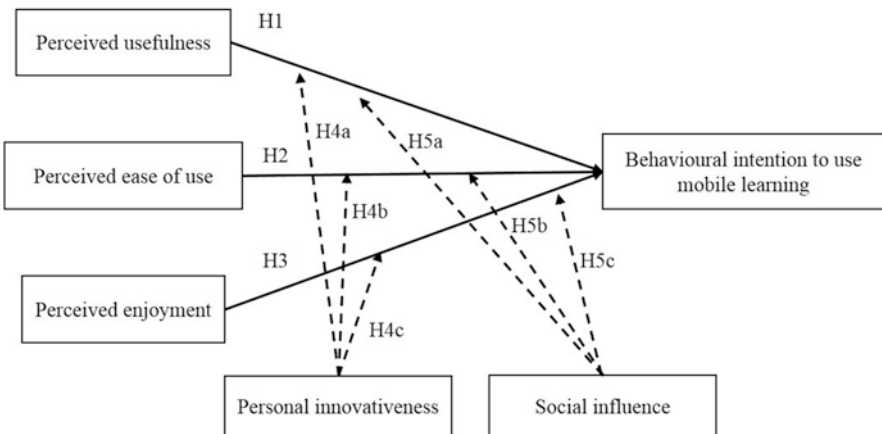 H1
Perceived usefulness
H4a
H5a
H2
Perceived ease of use
Behavioural intention to use
mobile learning
H4b
H5b
H3
H5c
Perceived enjoyment
H4c
Personal innovativeness
Social influence